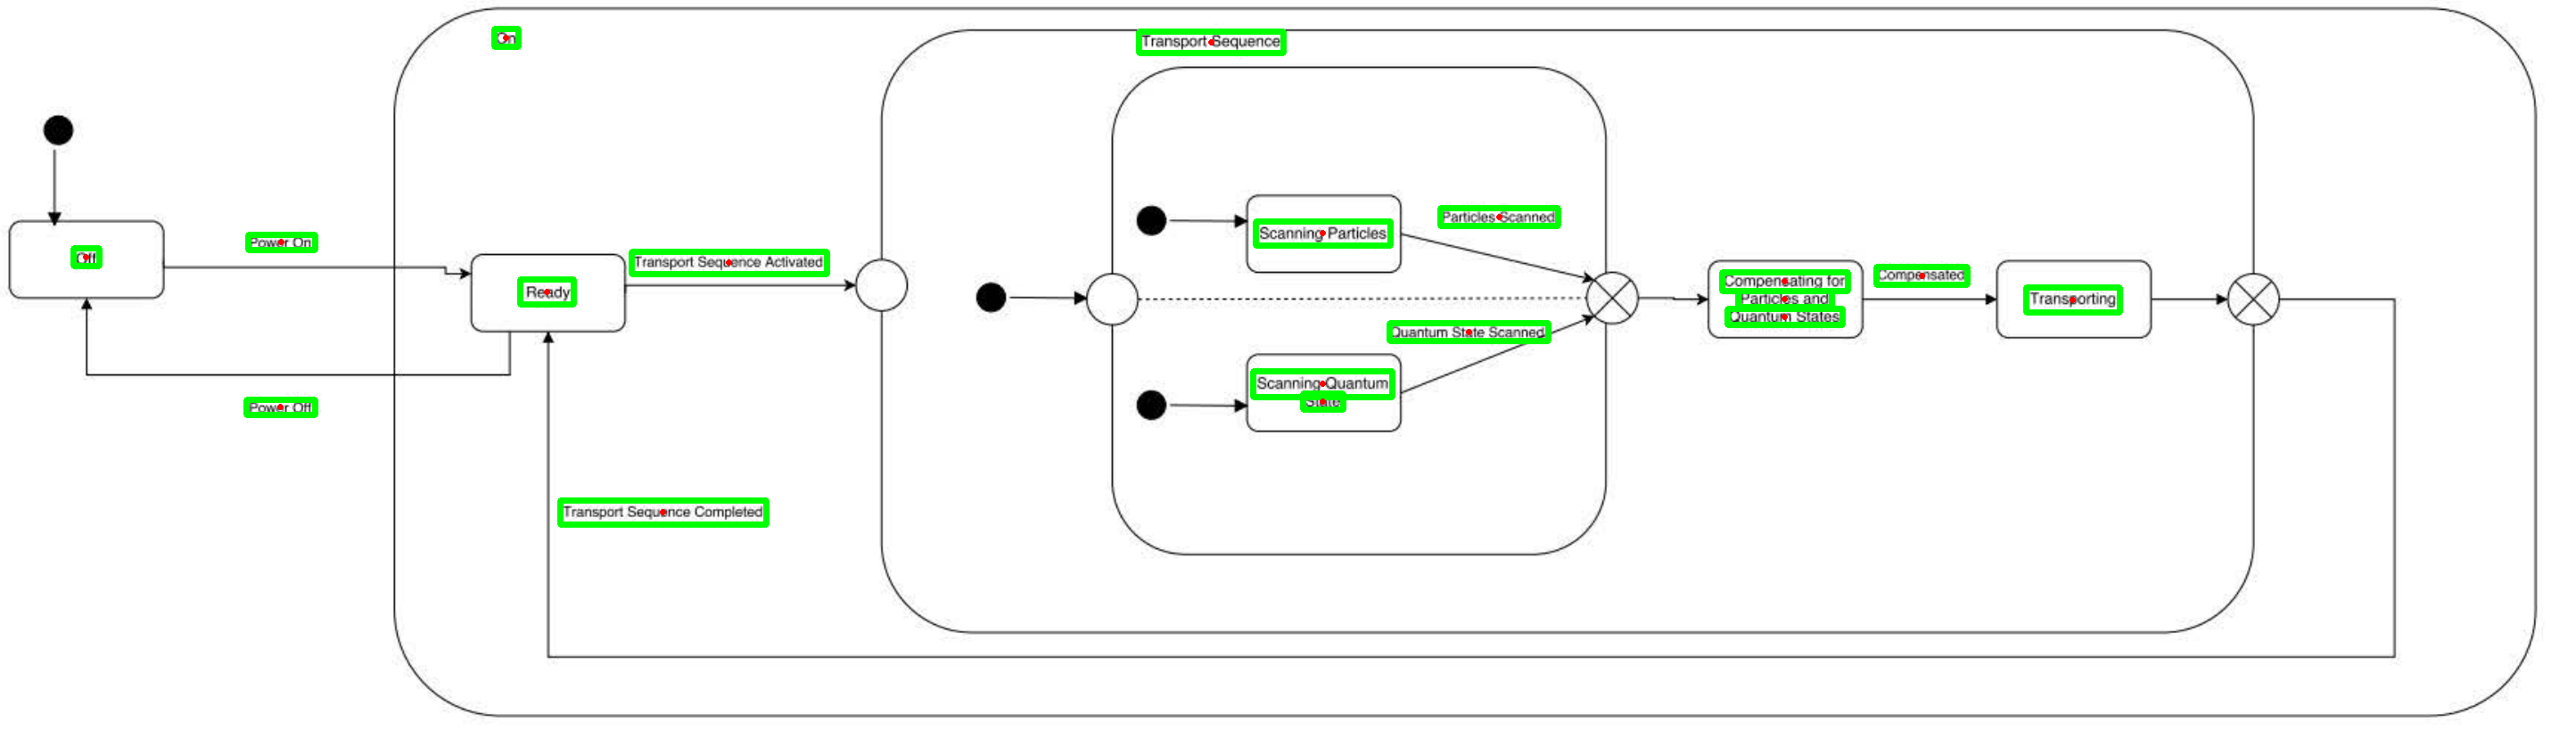 On
Transport Sequence
Off
Power On
Ready
Transport Sequence Activated
Scanning Particles
Particles Scanned
Quantum State Scanned
Scanning Quantum
State
Compensating for
Particles and
Quantum States
Compensated
Transporting
Power Off
Transport Sequence Completed